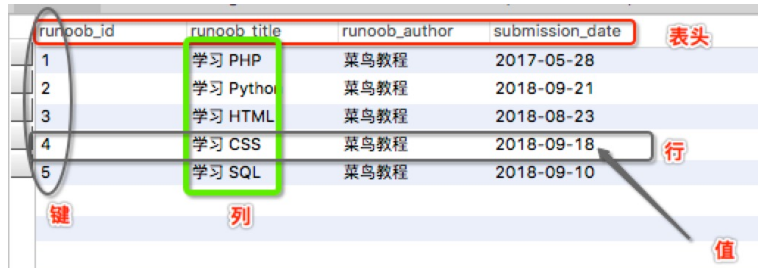 runoob_id runoob_title runoob_author submission_date 表头
1 学习 PHP 菜鸟教程 2017-05-28
2 学习 Python 菜鸟教程 2018-09-21
3 学习 HTML 菜鸟教程 2018-08-23
4 学习 CSS 菜鸟教程 2018-09-18 行
5 学习 SQL 菜鸟教程 2018-09-10
键 列 值